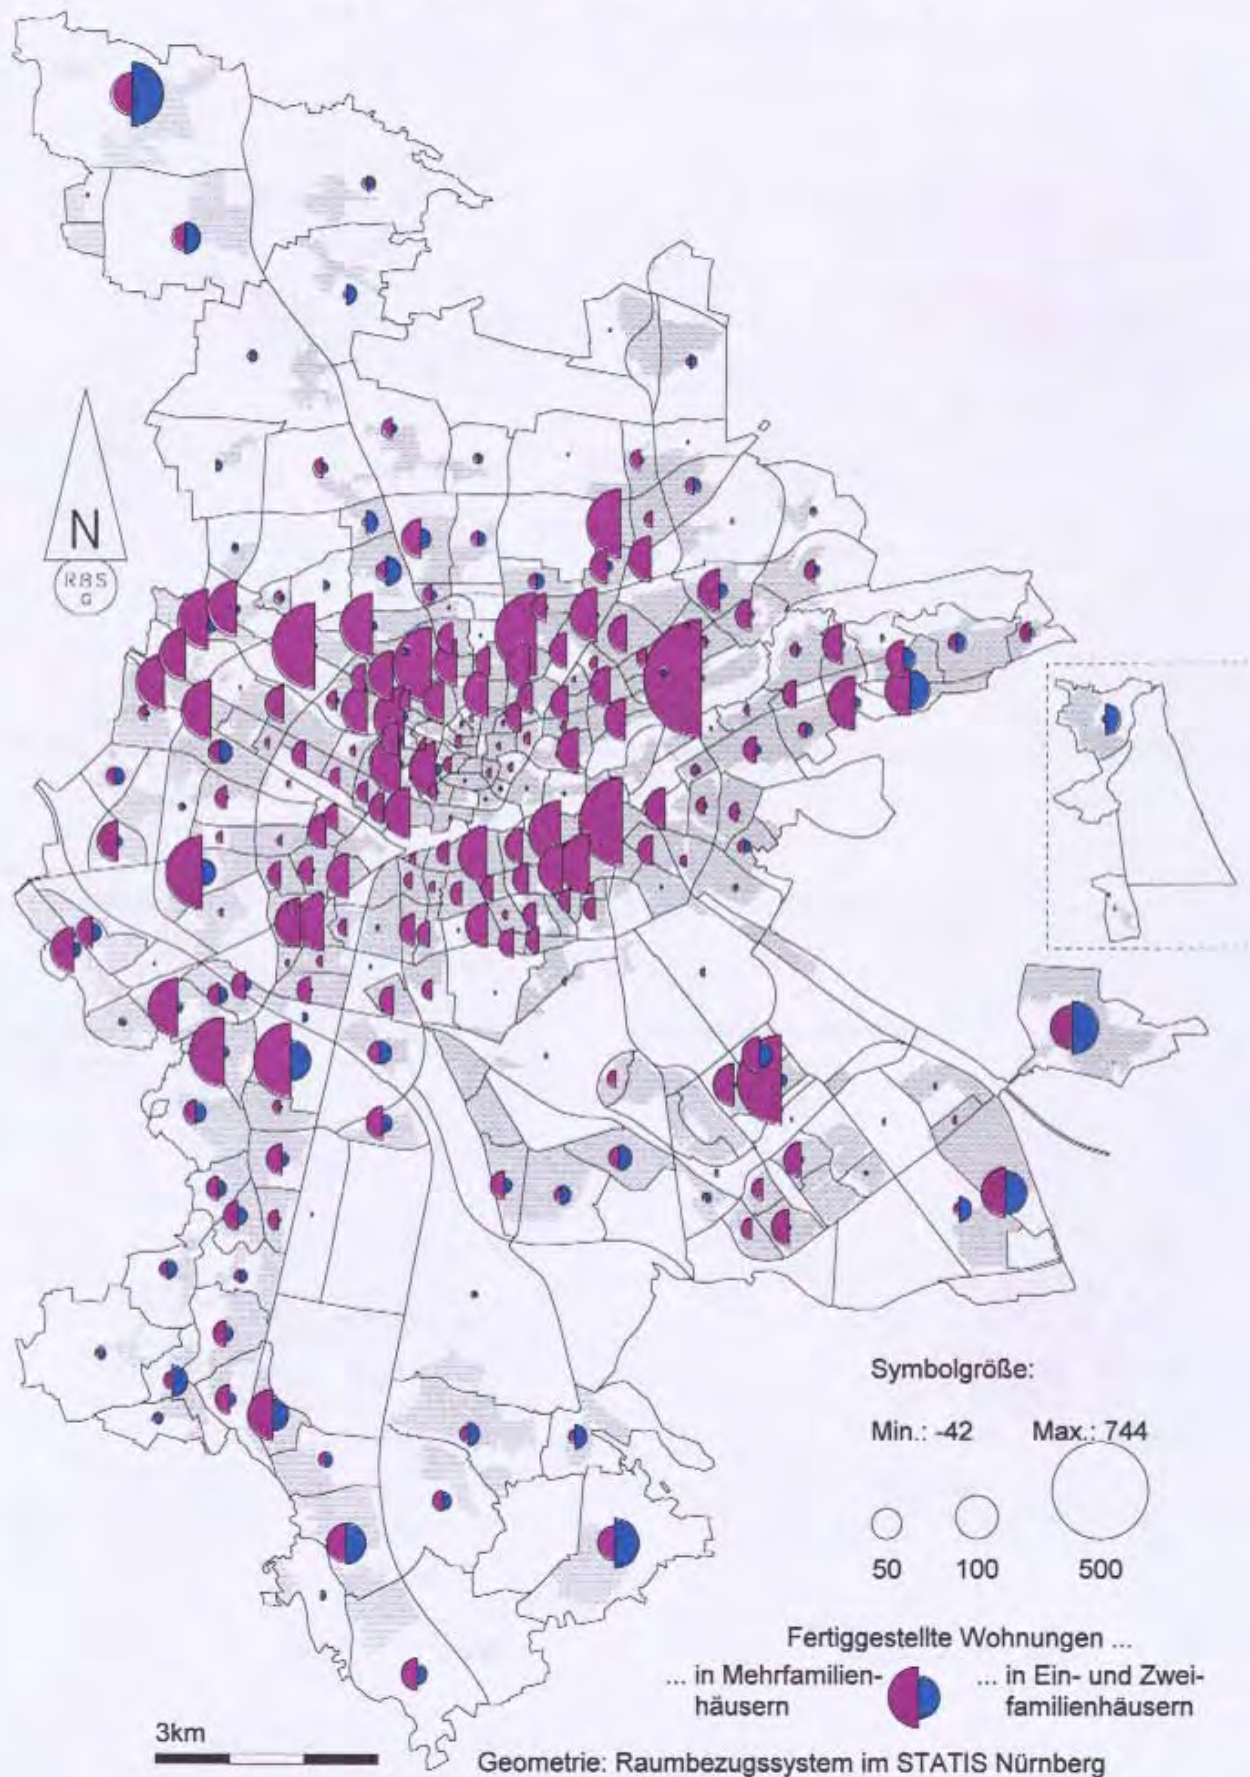 N
RBS
G
Symbolgröße:
Min.: -42 Max.: 744
50 100 500
Fertiggestellte Wohnungen ...
... in Mehrfamilien-
häusern
... in Ein- und Zwei-
familienhäusern
3km
Geometrie: Raumbezugssystem im STATIS Nürnberg